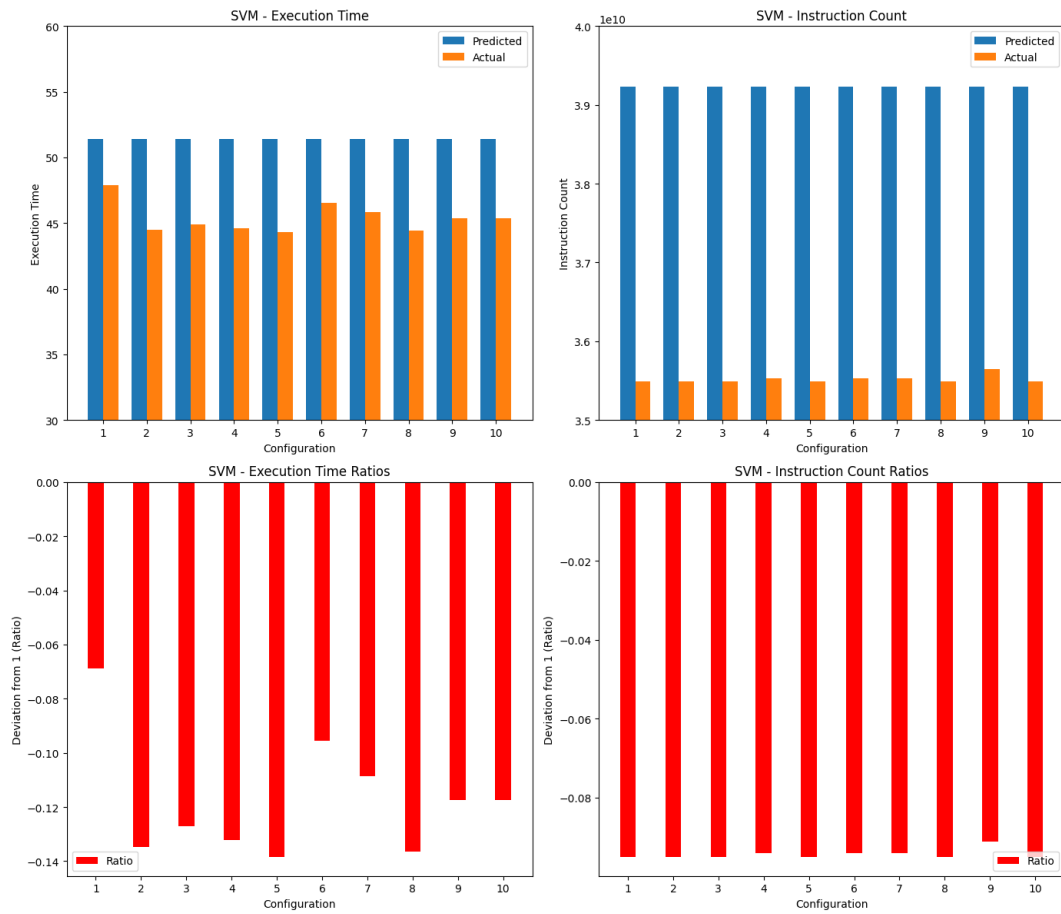 SVM - Execution Time
60
55
50
45
40
35
30
Execution Time
Predicted
Actual
1 2 3 4 5 6 7 8 9 10
Configuration
SVM - Instruction Count
1e10
4.0
3.9
3.8
3.7
3.6
3.5
Instruction Count
Predicted
Actual
1 2 3 4 5 6 7 8 9 10
Configuration
SVM - Execution Time Ratios
0.00
−0.02
−0.04
−0.06
−0.08
−0.10
−0.12
−0.14
Deviation from 1 (Ratio)
Ratio
1 2 3 4 5 6 7 8 9 10
Configuration
SVM - Instruction Count Ratios
0.00
−0.02
−0.04
−0.06
−0.08
Deviation from 1 (Ratio)
Ratio
1 2 3 4 5 6 7 8 9 10
Configuration